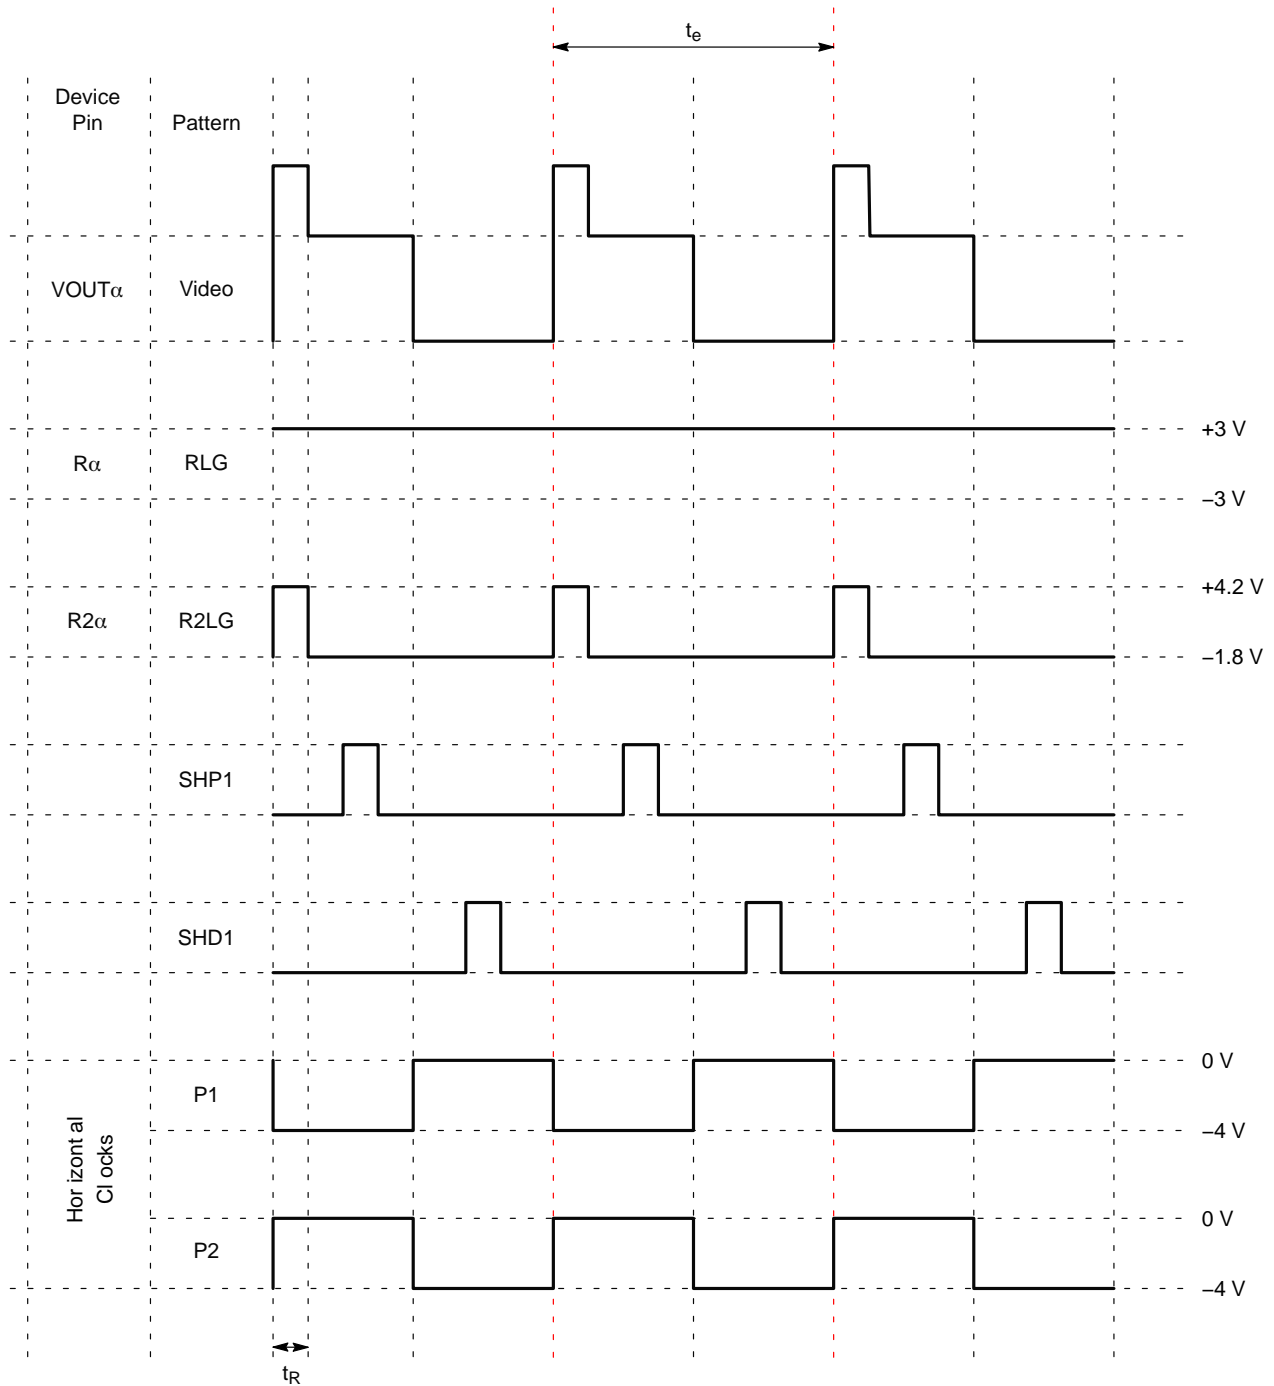 tₑ
Device
Pin
Pattern
VOUTα
Video
+3 V
Rα
RLG
−3 V
+4.2 V
R2α
R2LG
−1.8 V
SHP1
SHD1
0 V
P1
−4 V
Hor izont al
Cl ocks
0 V
P2
−4 V
t_R